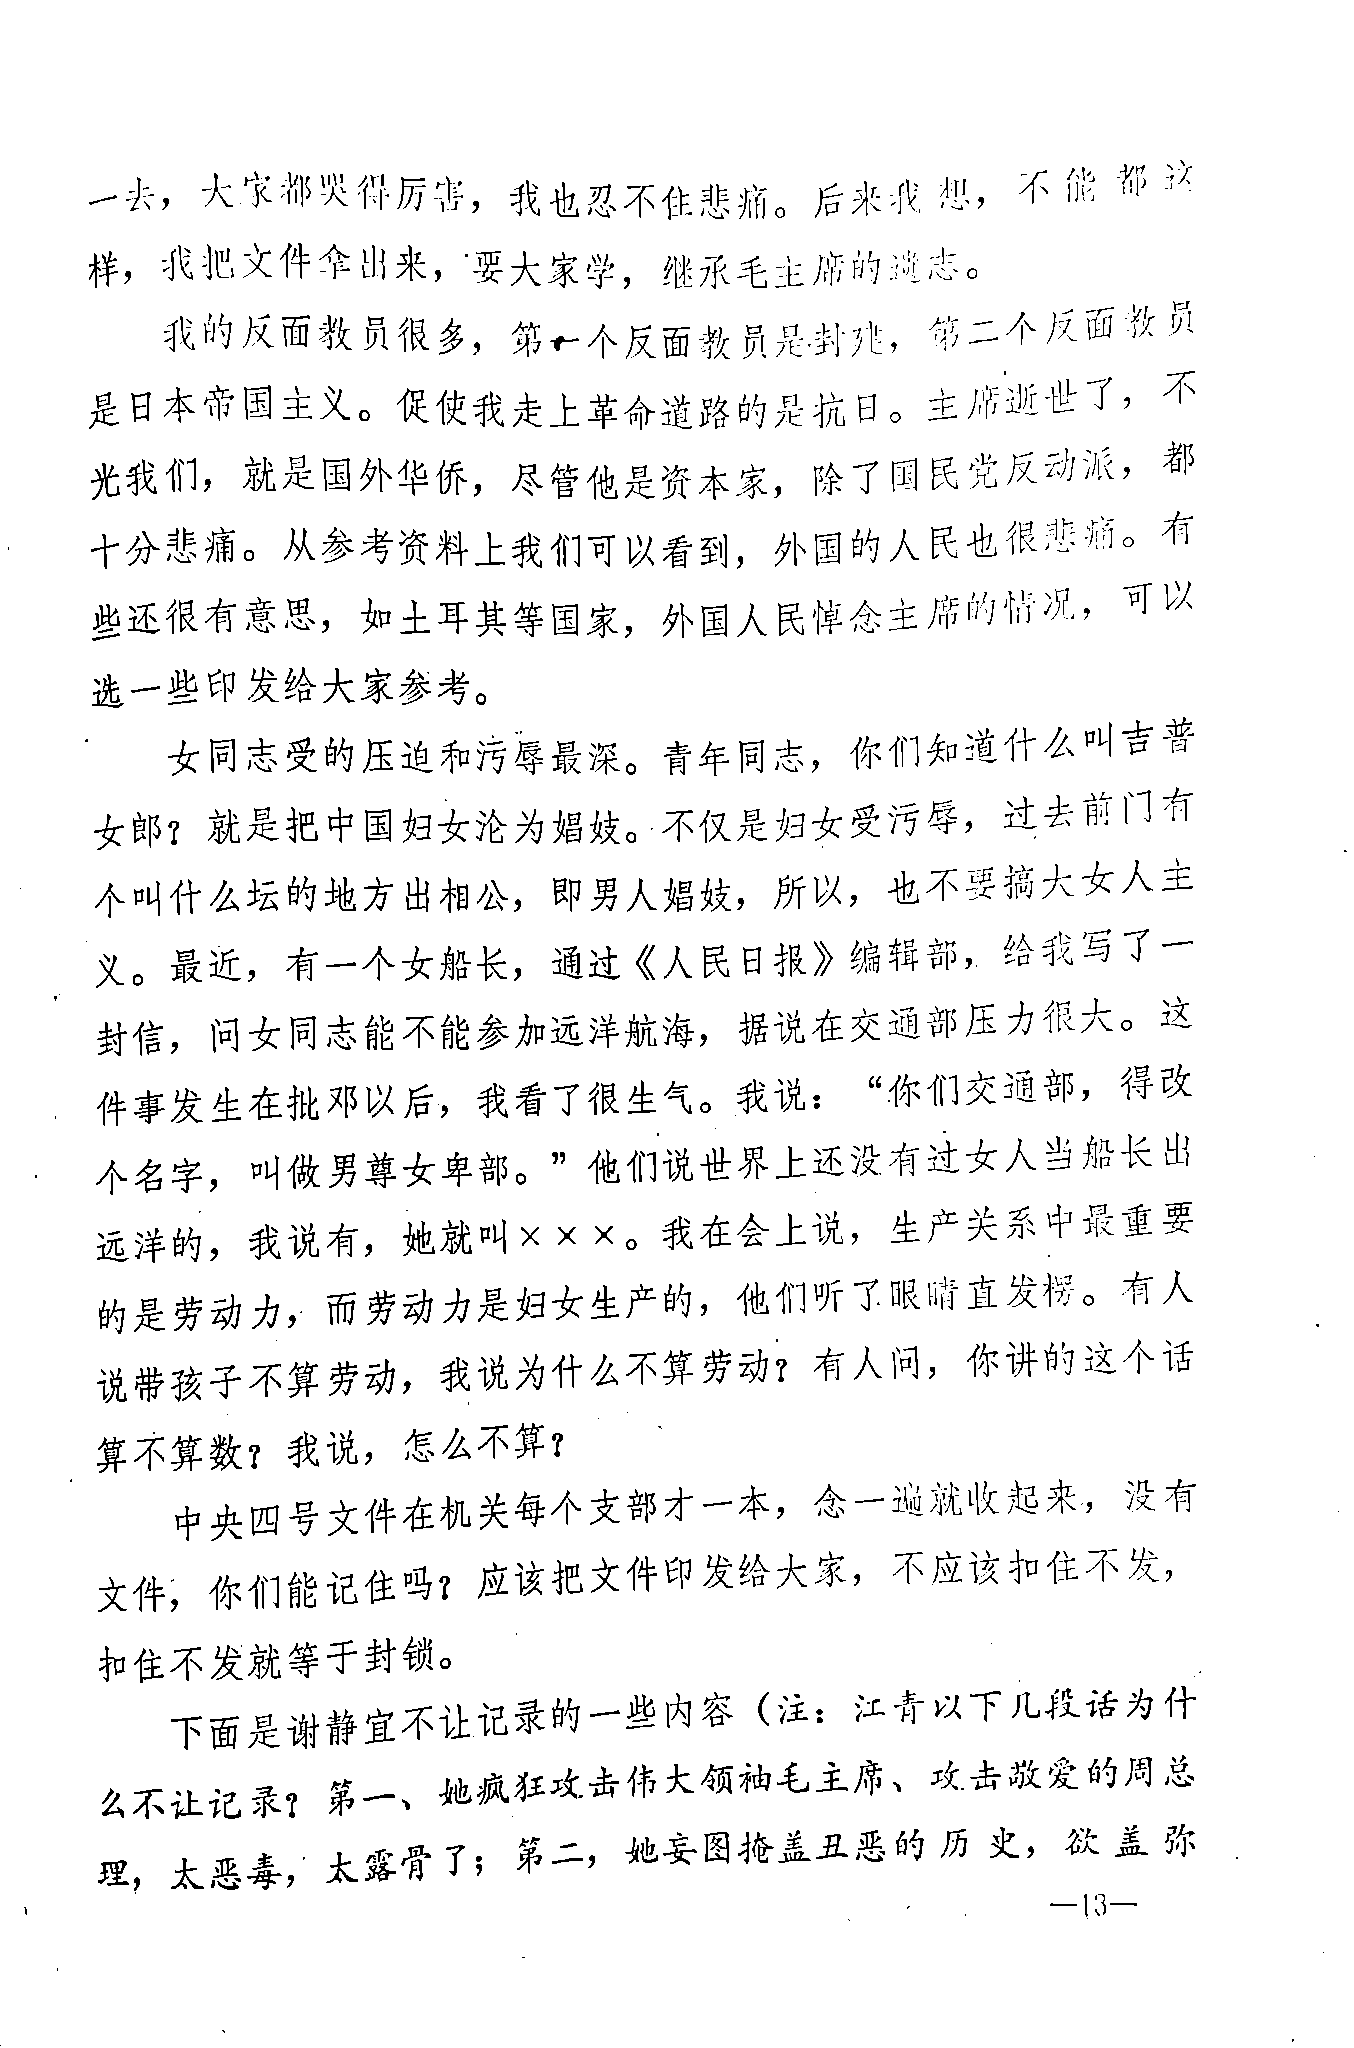 一去，大家都哭得厉害，我也忍不住悲痛。后来我想，不能都这
样，我把文件拿出来，要大家学，继承毛主席的遗志。
我的反面教员很多，第一个反面教员是封建，第二个反面教员
是日本帝国主义。促使我走上革命道路的是抗日。主席逝世了，不
光我们，就是国外华侨，尽管他是资本家，除了国民党反动派，都
十分悲痛。从参考资料上我们可以看到，外国的人民也很悲痛。有
些还很有意思，如土耳其等国家，外国人民悼念主席的情况，可以
选一些印发给大家参考。
女同志受的压迫和污辱最深。青年同志，你们知道什么叫吉普
女郎？就是把中国妇女沦为娼妓。不仅是妇女受污辱，过去前门有
个叫什么坛的地方出相公，即男人娼妓，所以，也不要搞大女人主
义。最近，有一个女船长，通过《人民日报》编辑部，给我写了一
封信，问女同志能不能参加远洋航海，据说在交通部压力很大。这
件事发生在批邓以后，我看了很生气。我说：“你们交通部，得改
个名字，叫做男尊女卑部。”他们说世界上还没有过女人当船长出
远洋的，我说有，她就叫×××。我在会上说，生产关系中最重要
的是劳动力，而劳动力是妇女生产的，他们听了眼睛直发楞。有人
说带孩子不算劳动，我说为什么不算劳动？有人问，你讲的这个话
算不算数？我说，怎么不算？
中央四号文件在机关每个支部才一本，念一遍就收起来，没有
文件，你们能记住吗？应该把文件印发给大家，不应该扣住不发，
扣住不发就等于封锁。
下面是谢静宜不让记录的一些内容（注：江青以下几段话为什
么不让记录？第一、她疯狂攻击伟大领袖毛主席、攻击敬爱的周总
理，太恶毒，太露骨了；第二，她妄图掩盖丑恶的历史，欲盖弥
—13—